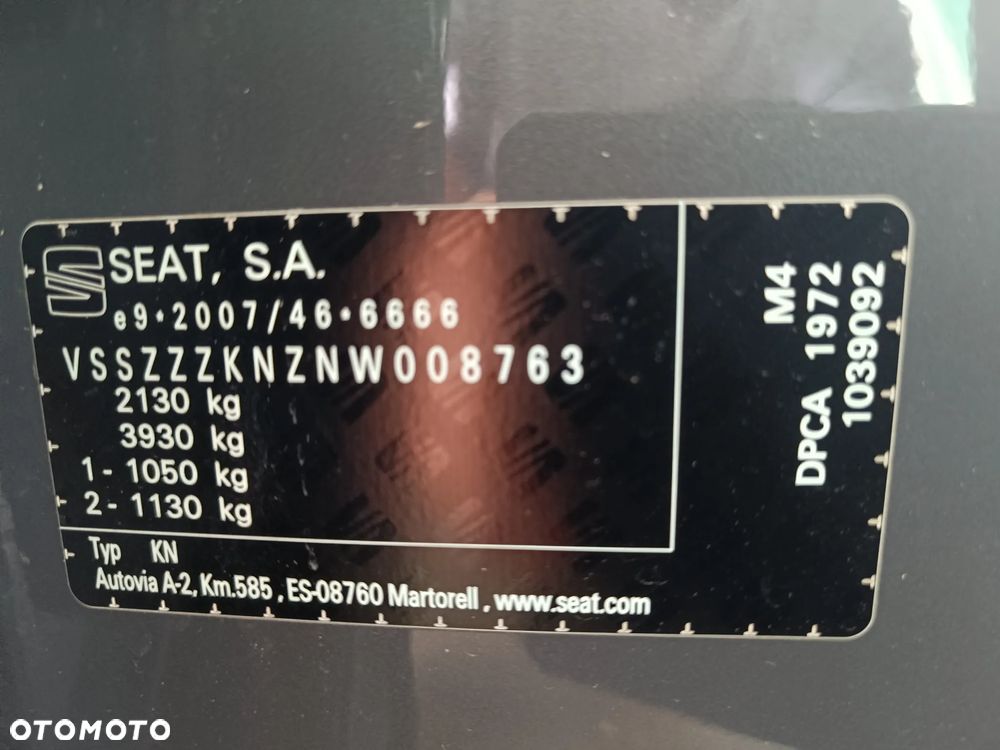 SEAT, S.A.
e9*2007/46*6666
VSSZZZKNZNW008763
2130 kg
3930 kg
1- 1050 kg
2- 1130 kg
Typ KN
Autovia A-2, Km.585 , ES-08760 Martorell , www.seat.com
M4
DPCA 1972
1039092
OTOMOTO